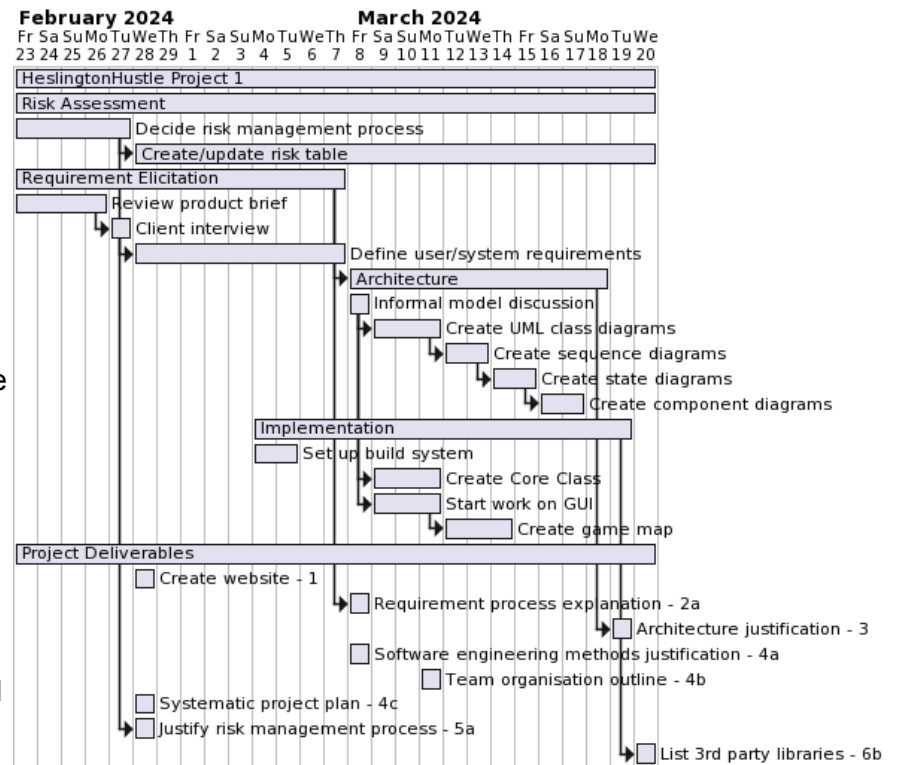 February 2024 March 2024
Fr Sa Su Mo Tu We Th Fr Sa Su Mo Tu We Th Fr Sa Su Mo Tu We Th Fr Sa Su Mo Tu We
23 24 25 26 27 28 29 1 2 3 4 5 6 7 8 9 10 11 12 13 14 15 16 17 18 19 20
HeslingtonHustle Project 1
Risk Assessment
Decide risk management process
Create/update risk table
Requirement Elicitation
Review product brief
Client interview
Define user/system requirements
Architecture
Informal model discussion
Create UML class diagrams
Create sequence diagrams
e
Create state diagrams
Create component diagrams
Implementation
Set up build system
Create Core Class
Start work on GUI
Create game map
Project Deliverables
Create website - 1
Requirement process explanation - 2a
Architecture justification - 3
Software engineering methods justification - 4a
Team organisation outline - 4b
Systematic project plan - 4c
Justify risk management process - 5a
List 3rd party libraries - 6b